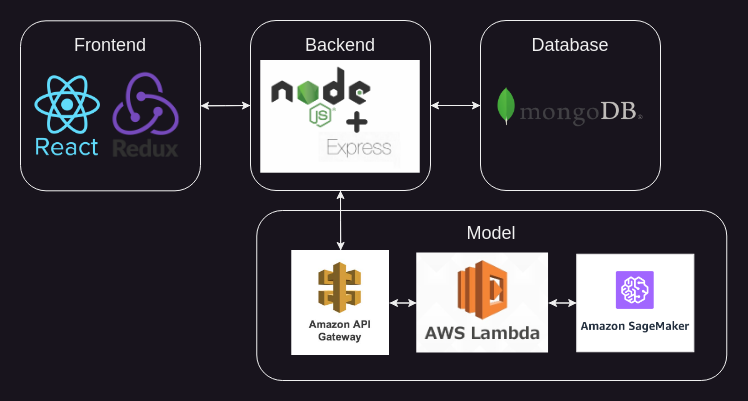 Frontend
Backend
Database
React
Redux
node
JS
+
Express
mongoDB.
Model
Amazon API
Gateway
AWS Lambda
Amazon SageMaker